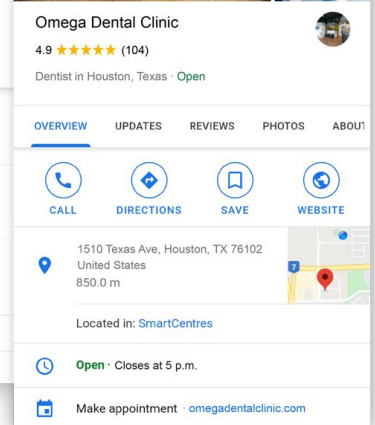 Omega Dental Clinic
4.9 ★★★★★ (104)
Dentist in Houston, Texas · Open
OVERVIEW UPDATES REVIEWS PHOTOS ABOUT
CALL DIRECTIONS SAVE WEBSITE
1510 Texas Ave, Houston, TX 76102
United States
850.0 m
7
Located in: SmartCentres
Open · Closes at 5 p.m.
Make appointment · omegadentalclinic.com